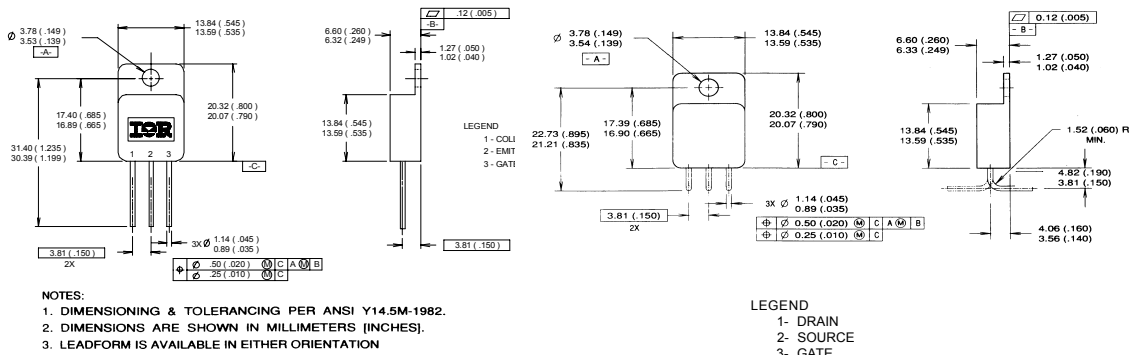 Ø 3.78 (.149)
3.53 (.139)
-A-
13.84 (.545)
13.59 (.535)
IOR
17.40 (.685)
16.89 (.665)
31.40 (1.235)
30.39 (1.199)
20.32 (.800)
20.07 (.790)
1 2 3
-C-
3.81 (.150)
2X
3X Ø 1.14 (.045)
0.89 (.035)
⌖ Ø .50 (.020) Ⓜ C A Ⓜ B
Ø .25 (.010) Ⓜ C
⏥ .12 (.005)
-B-
6.60 (.260)
6.32 (.249)
1.27 (.050)
1.02 (.040)
13.84 (.545)
13.59 (.535)
3.81 (.150)
LEGEND
1 - COLL
2 - EMIT
3 - GATE
Ø 3.78 (.149)
3.54 (.139)
- A -
13.84 (.545)
13.59 (.535)
22.73 (.895)
21.21 (.835)
17.39 (.685)
16.90 (.665)
20.32 (.800)
20.07 (.790)
- C -
3.81 (.150)
2X
3X Ø 1.14 (.045)
0.89 (.035)
⌖ Ø 0.50 (.020) Ⓜ C A Ⓜ B
⌖ Ø 0.25 (.010) Ⓜ C
⏥ 0.12 (.005)
- B -
6.60 (.260)
6.33 (.249)
1.27 (.050)
1.02 (.040)
13.84 (.545)
13.59 (.535)
1.52 (.060) R
MIN.
4.82 (.190)
3.81 (.150)
4.06 (.160)
3.56 (.140)
NOTES:
1. DIMENSIONING & TOLERANCING PER ANSI Y14.5M-1982.
2. DIMENSIONS ARE SHOWN IN MILLIMETERS [INCHES].
3. LEADFORM IS AVAILABLE IN EITHER ORIENTATION
LEGEND
1- DRAIN
2- SOURCE
3- GATE